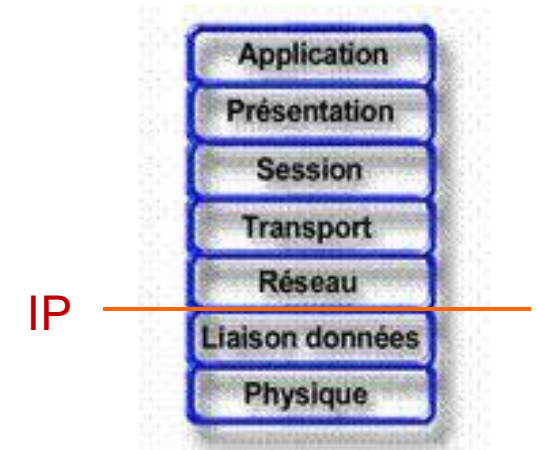 Application
Présentation
Session
Transport
Réseau
IP
Liaison données
Physique